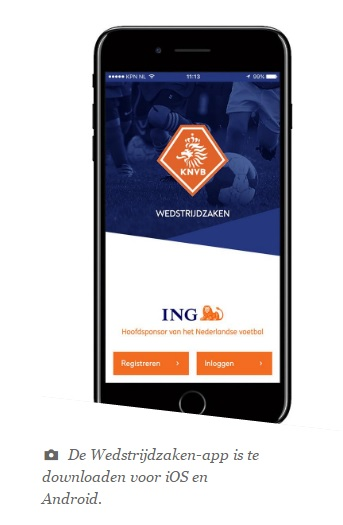 KPN NL
11:13
99%
KNVB
WEDSTRIJDZAKEN
ING
Hoofdsponsor van het Nederlandse voetbal
Registreren
Inloggen
De Wedstrijdzaken-app is te
downloaden voor iOS en
Android.